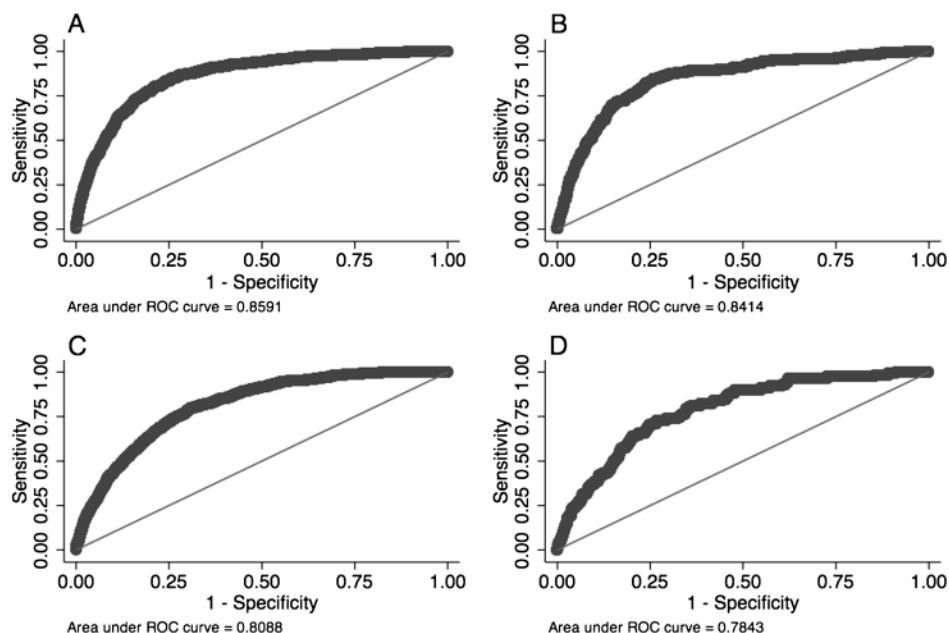 A
Sensitivity
1.00
0.75
0.50
0.25
0.00
0.00 0.25 0.50 0.75 1.00
1 - Specificity
Area under ROC curve = 0.8591
B
Sensitivity
1.00
0.75
0.50
0.25
0.00
0.00 0.25 0.50 0.75 1.00
1 - Specificity
Area under ROC curve = 0.8414
C
Sensitivity
1.00
0.75
0.50
0.25
0.00
0.00 0.25 0.50 0.75 1.00
1 - Specificity
Area under ROC curve = 0.8088
D
Sensitivity
1.00
0.75
0.50
0.25
0.00
0.00 0.25 0.50 0.75 1.00
1 - Specificity
Area under ROC curve = 0.7843